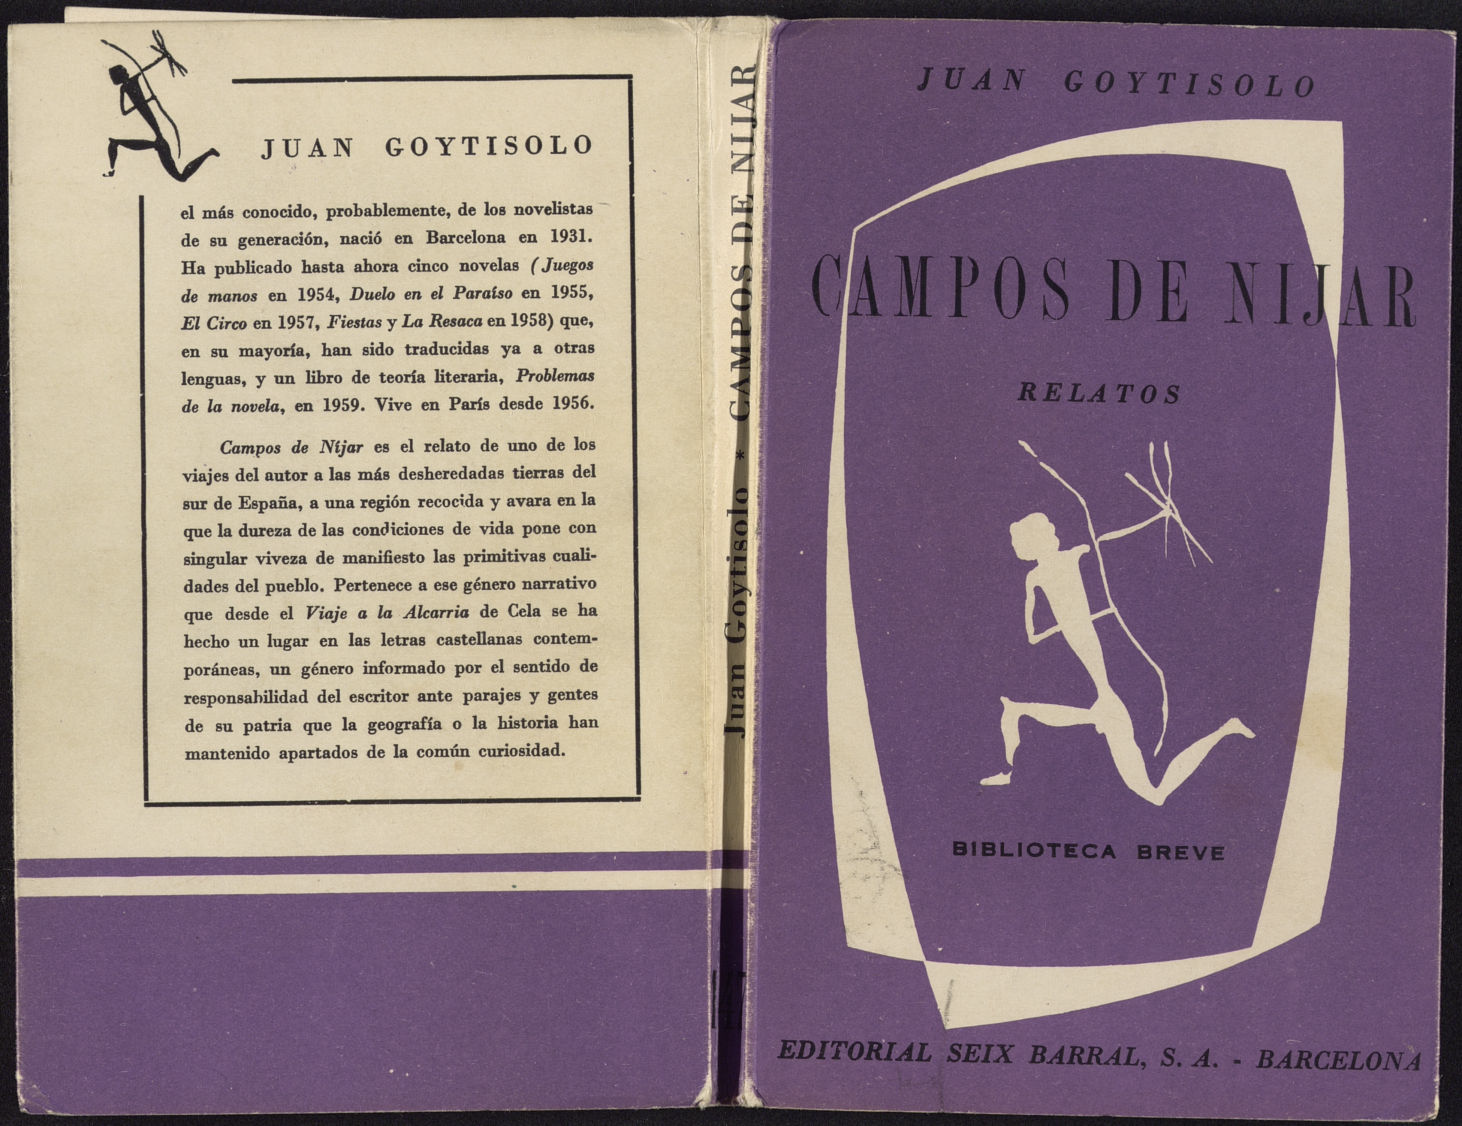 JUAN GOYTISOLO
el más conocido, probablemente, de los novelistas
de su generación, nació en Barcelona en 1931.
Ha publicado hasta ahora cinco novelas (Juegos
de manos en 1954, Duelo en el Paraíso en 1955,
El Circo en 1957, Fiestas y La Resaca en 1958) que,
en su mayoría, han sido traducidas ya a otras
lenguas, y un libro de teoría literaria, Problemas
de la novela, en 1959. Vive en París desde 1956.
Campos de Níjar es el relato de uno de los
viajes del autor a las más desheredadas tierras del
sur de España, a una región recocida y avara en la
que la dureza de las condiciones de vida pone con
singular viveza de manifiesto las primitivas cuali-
dades del pueblo. Pertenece a ese género narrativo
que desde el Viaje a la Alcarria de Cela se ha
hecho un lugar en las letras castellanas contem-
poráneas, un género informado por el sentido de
responsabilidad del escritor ante parajes y gentes
de su patria que la geografía o la historia han
mantenido apartados de la común curiosidad.
Juan Goytisolo * CAMPOS DE NIJAR
JUAN GOYTISOLO
CAMPOS DE NIJAR
RELATOS
BIBLIOTECA BREVE
EDITORIAL SEIX BARRAL, S. A. - BARCELONA